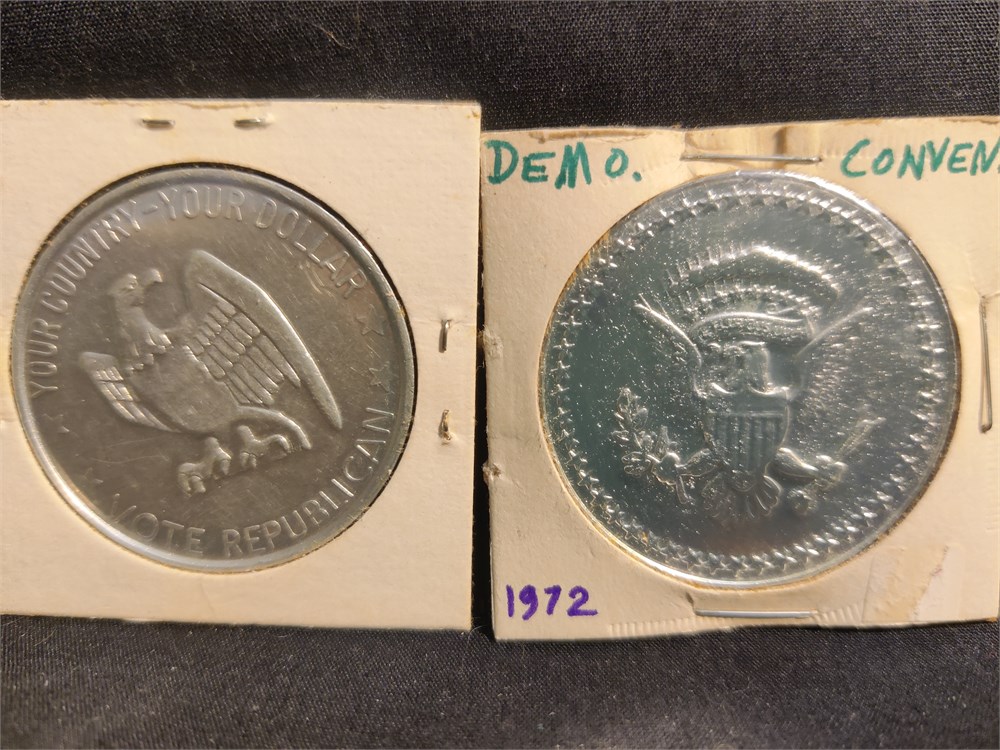 YOUR COUNTRY-YOUR DOLLAR
VOTE REPUBLICAN
DEMO. CONVEN.
1972